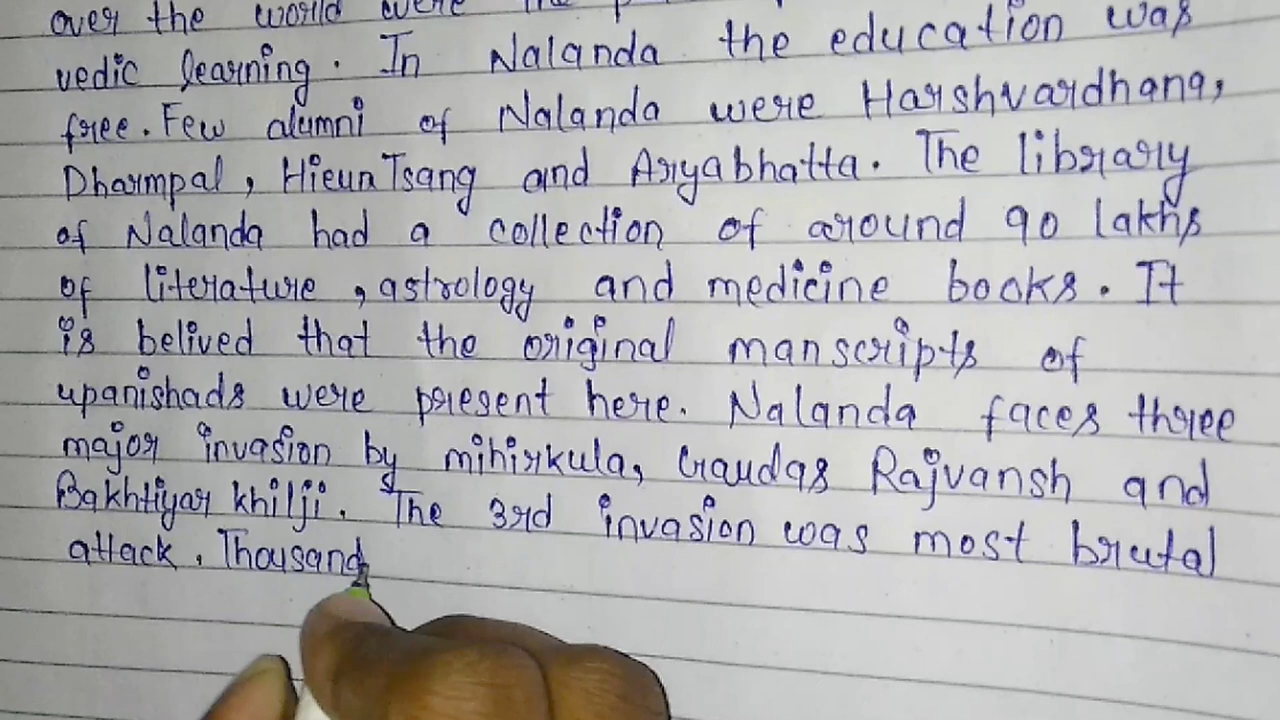 over the world were the
vedic learning. In Nalanda the education was
free. Few alumni of Nalanda were Harshvardhana,
Dharmpal, Hieun Tsang and Aryabhatta. The library
of Nalanda had a collection of around 90 lakhs
of literature, astrology and medicine books. It
is belived that the original manscripts of
upanishads were present here. Nalanda faces three
major invasion by mihirkula, Gaudas Rajvansh and
Bakhtiyar khilji. The 3rd invasion was most brutal
attack. Thousand